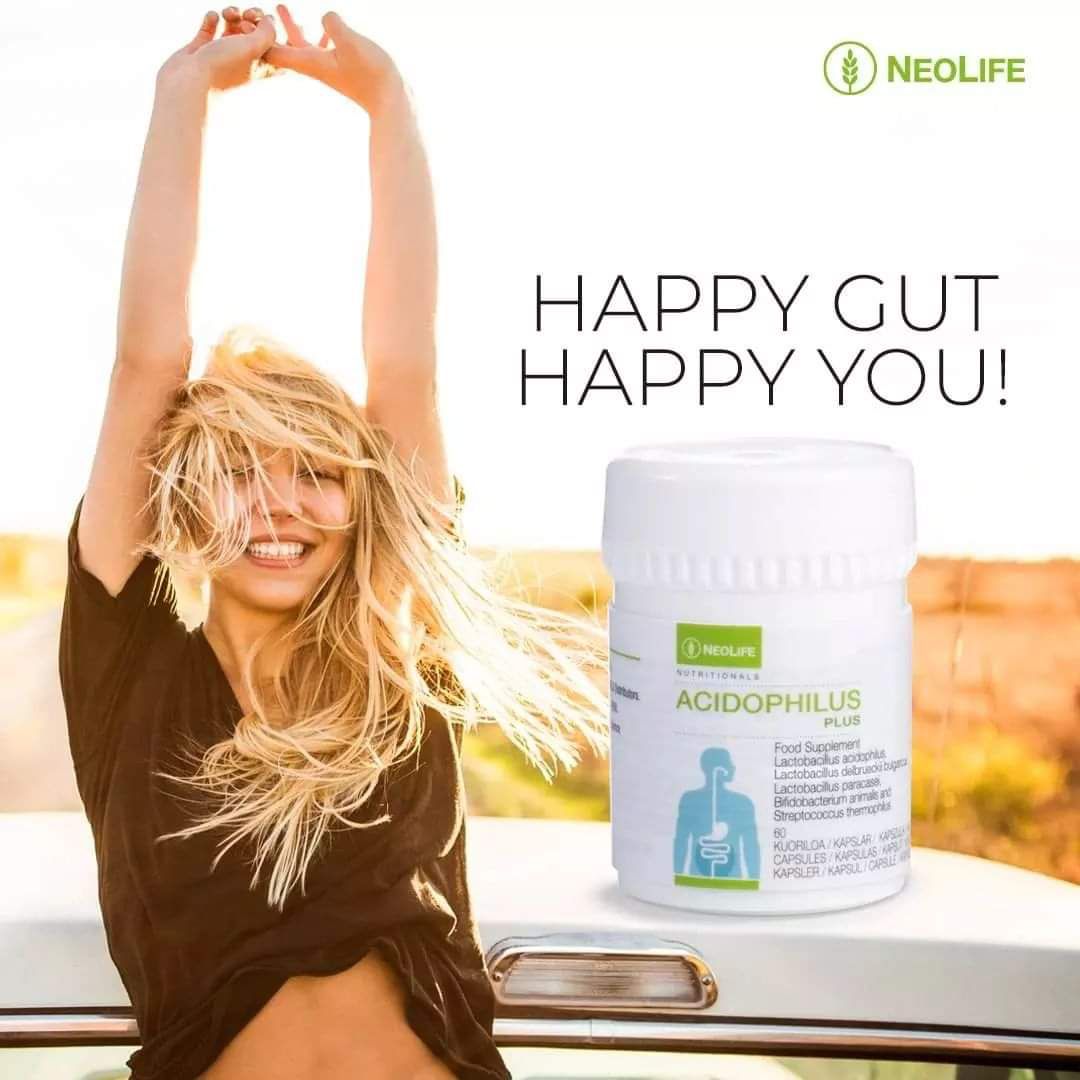 NEOLIFE
HAPPY GUT
HAPPY YOU!
NEOLIFE
NUTRITIONALS
ACIDOPHILUS
PLUS
Food Supplement
Lactobacillus acidophilus,
Lactobacillus delbrueckii bulgaricus
Lactobacillus paracasei,
Bifidobacterium animalis and
Streptococcus thermophilus
60
KUORILOA / KAPSLAR /
CAPSULES / KAPSULAS /
KAPSLER / KAPSUL / CAPSULE /